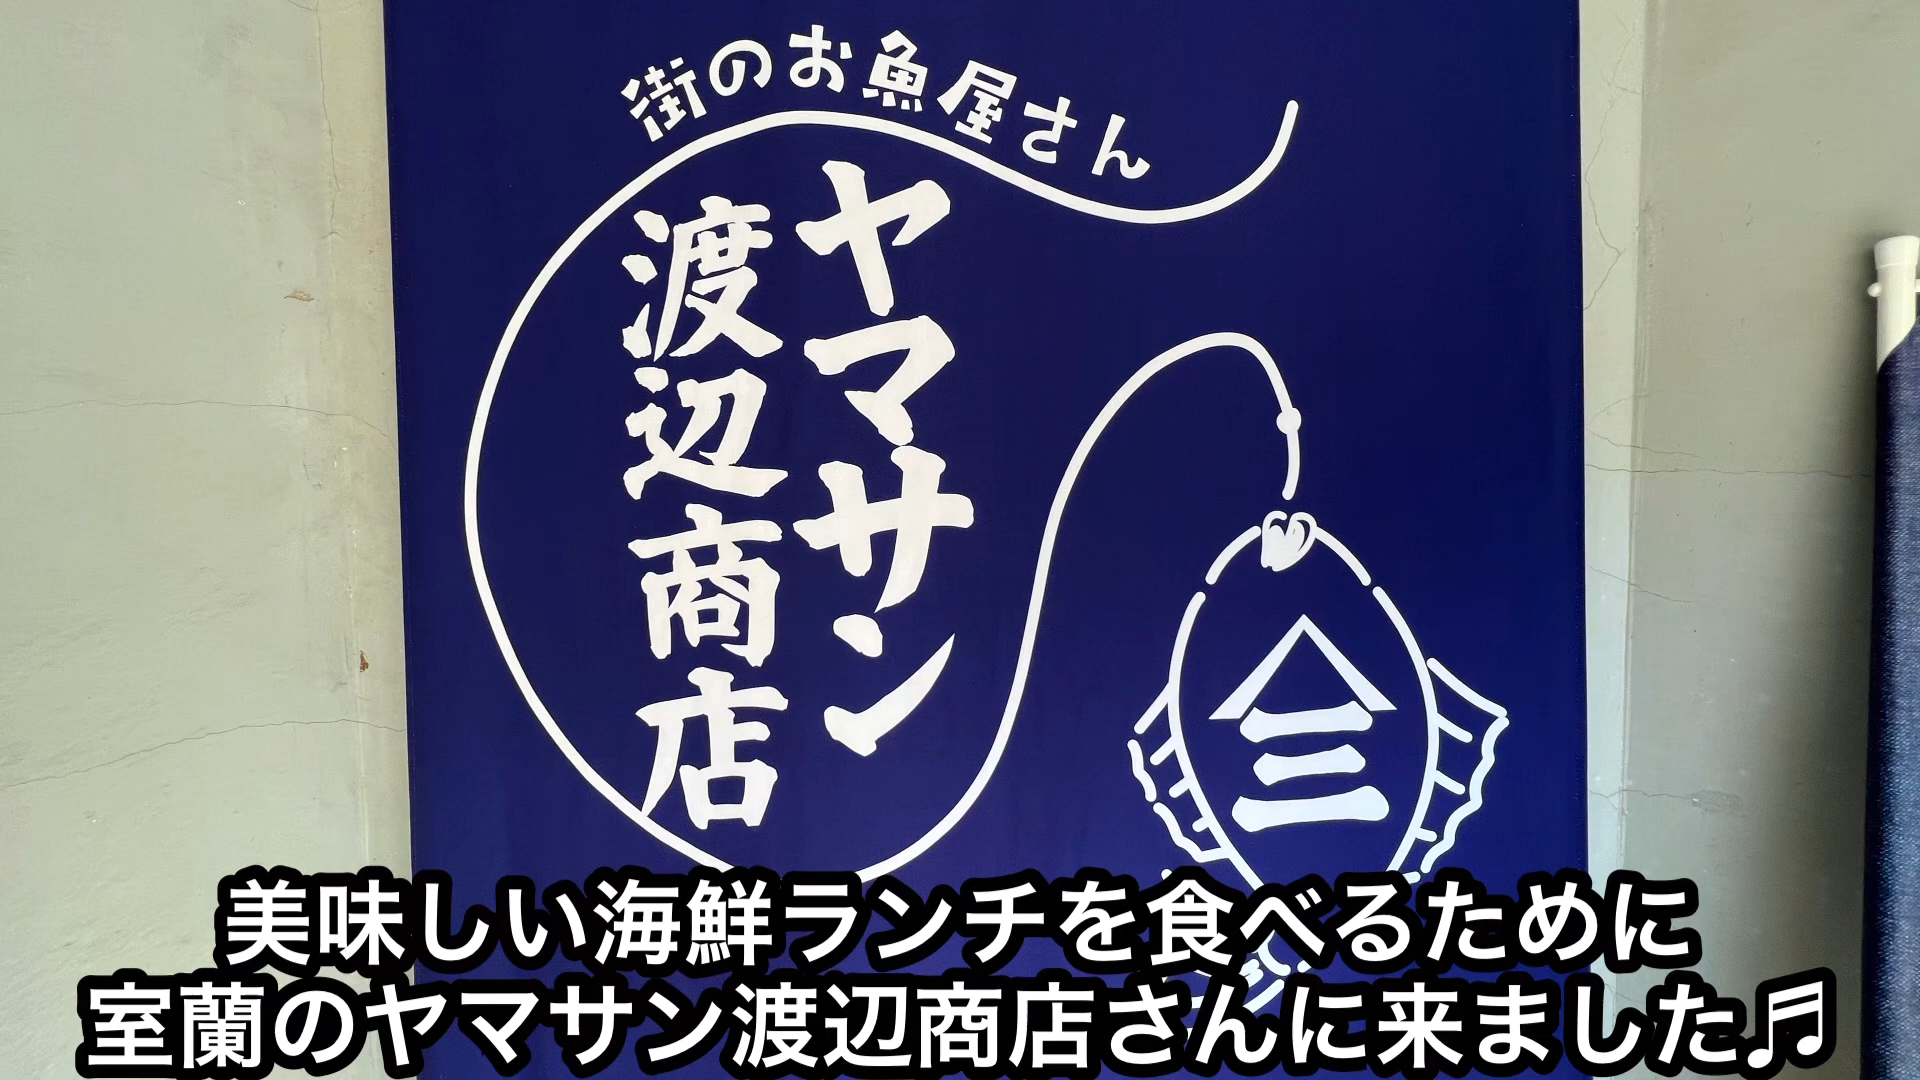 街のお魚屋さん
ヤマサン
渡辺商店
三
美味しい海鮮ランチを食べるために
室蘭のヤマサン渡辺商店さんに来ました♬